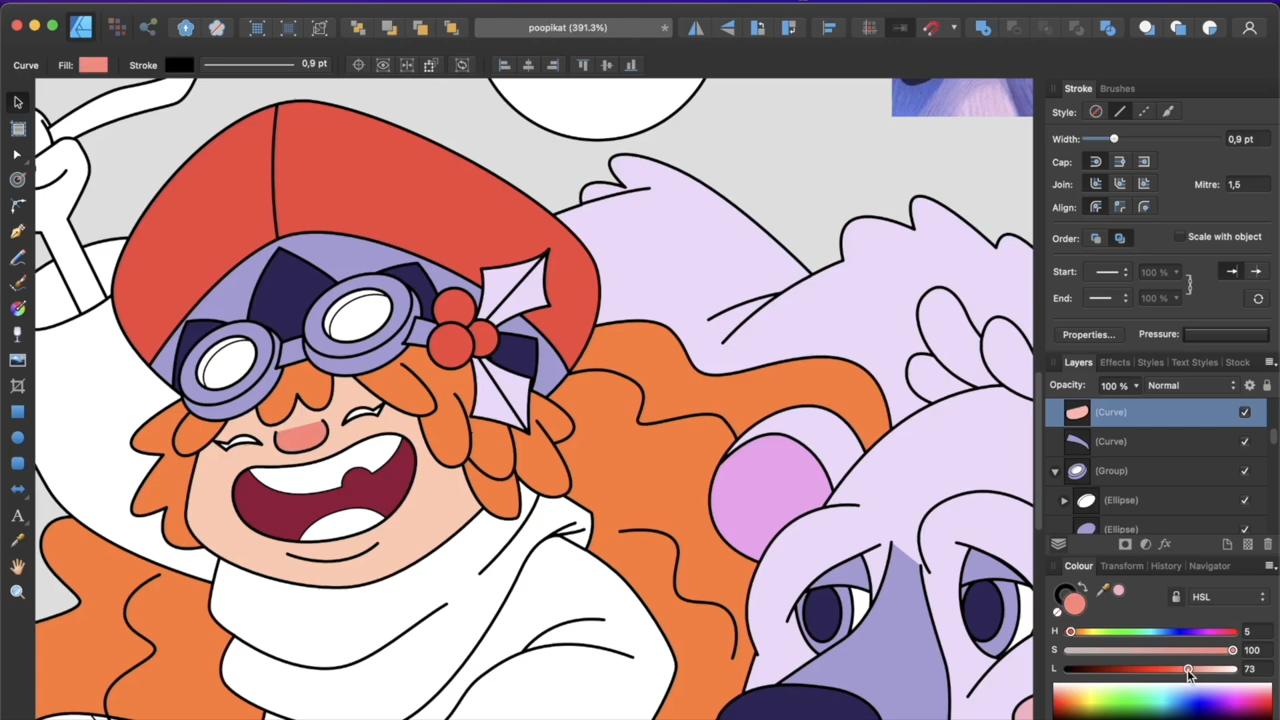 poopikat (391.3%) *
Curve Fill: Stroke 0,9 pt
Stroke Brushes
Style:
Width: 0,9 pt
Cap:
Join: Mitre: 1,5
Align:
Order: Scale with object
Start: 100 %
End: 100 %
Properties... Pressure:
Layers Effects Styles Text Styles Stock
Opacity: 100 % Normal
(Curve)
(Curve)
(Group)
(Ellipse)
(Ellipse)
fx
Colour Transform History Navigator
HSL
H 5
S 100
L 73